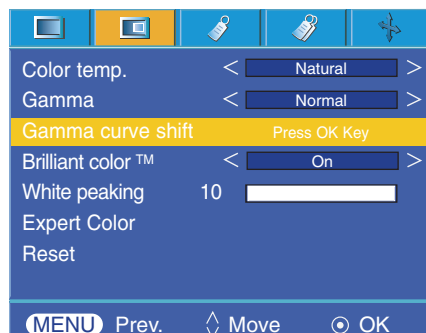 Color temp. < Natural >
Gamma < Normal >
Gamma curve shift Press OK Key
Brilliant color ™ < On >
White peaking 10
Expert Color
Reset
MENU Prev. Move OK